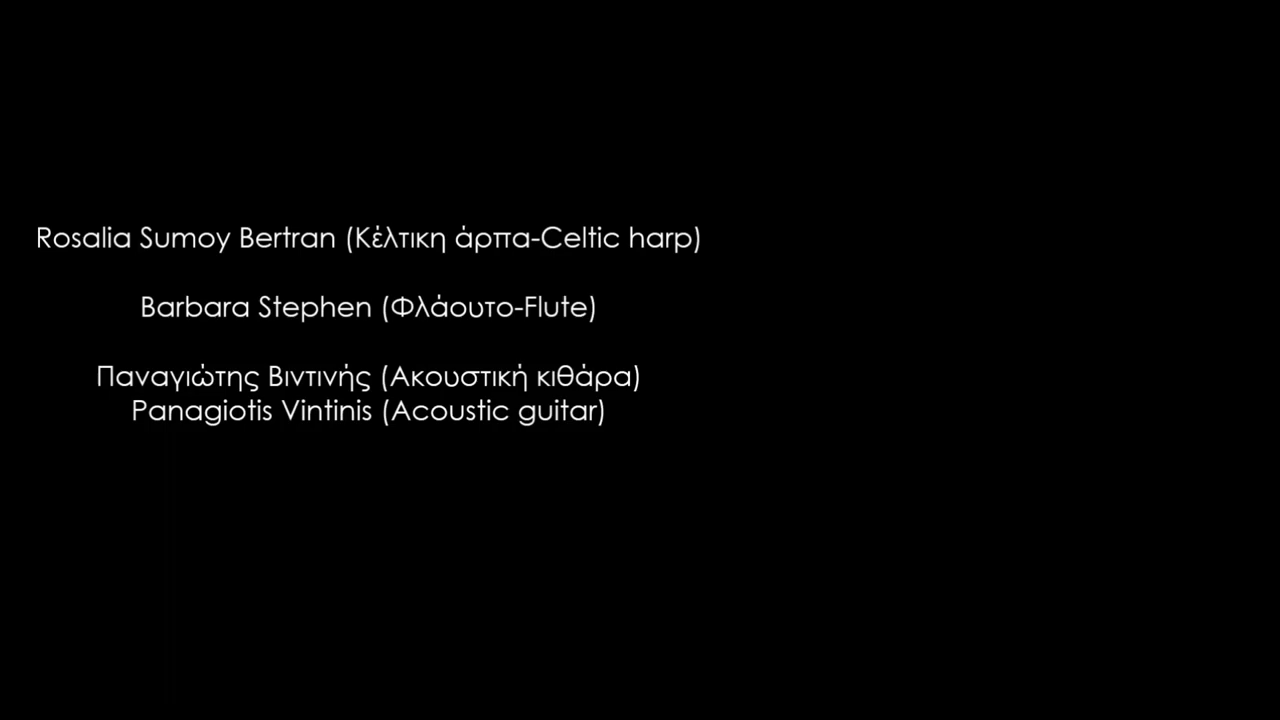 Rosalia Sumoy Bertran (Κέλτικη άρπα-Celtic harp)
Barbara Stephen (Φλάουτο-Flute)
Παναγιώτης Βιντινής (Ακουστική κιθάρα)
Panagiotis Vintinis (Acoustic guitar)